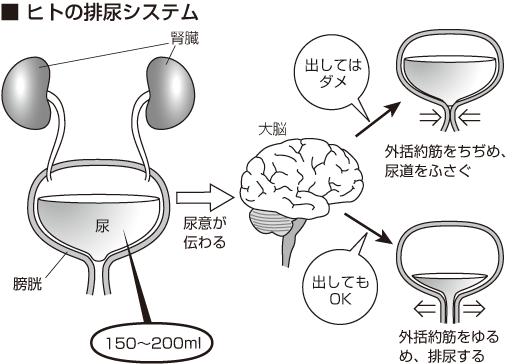 ■ ヒトの排尿システム
腎臓
尿
膀胱
150〜200ml
尿意が
伝わる
大脳
出しては
ダメ
外括約筋をちぢめ、
尿道をふさぐ
出しても
OK
外括約筋をゆる
め、排尿する